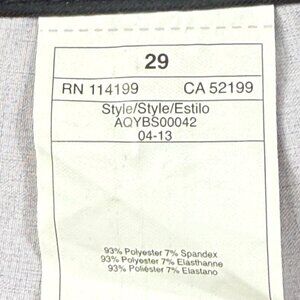 29
RN 114199 CA 52199
Style/Style/Estilo
AQYBS00042
04-13
93% Polyester 7% Spandex
93% Polyester 7% Elasthanne
93% Poliéster 7% Elastano